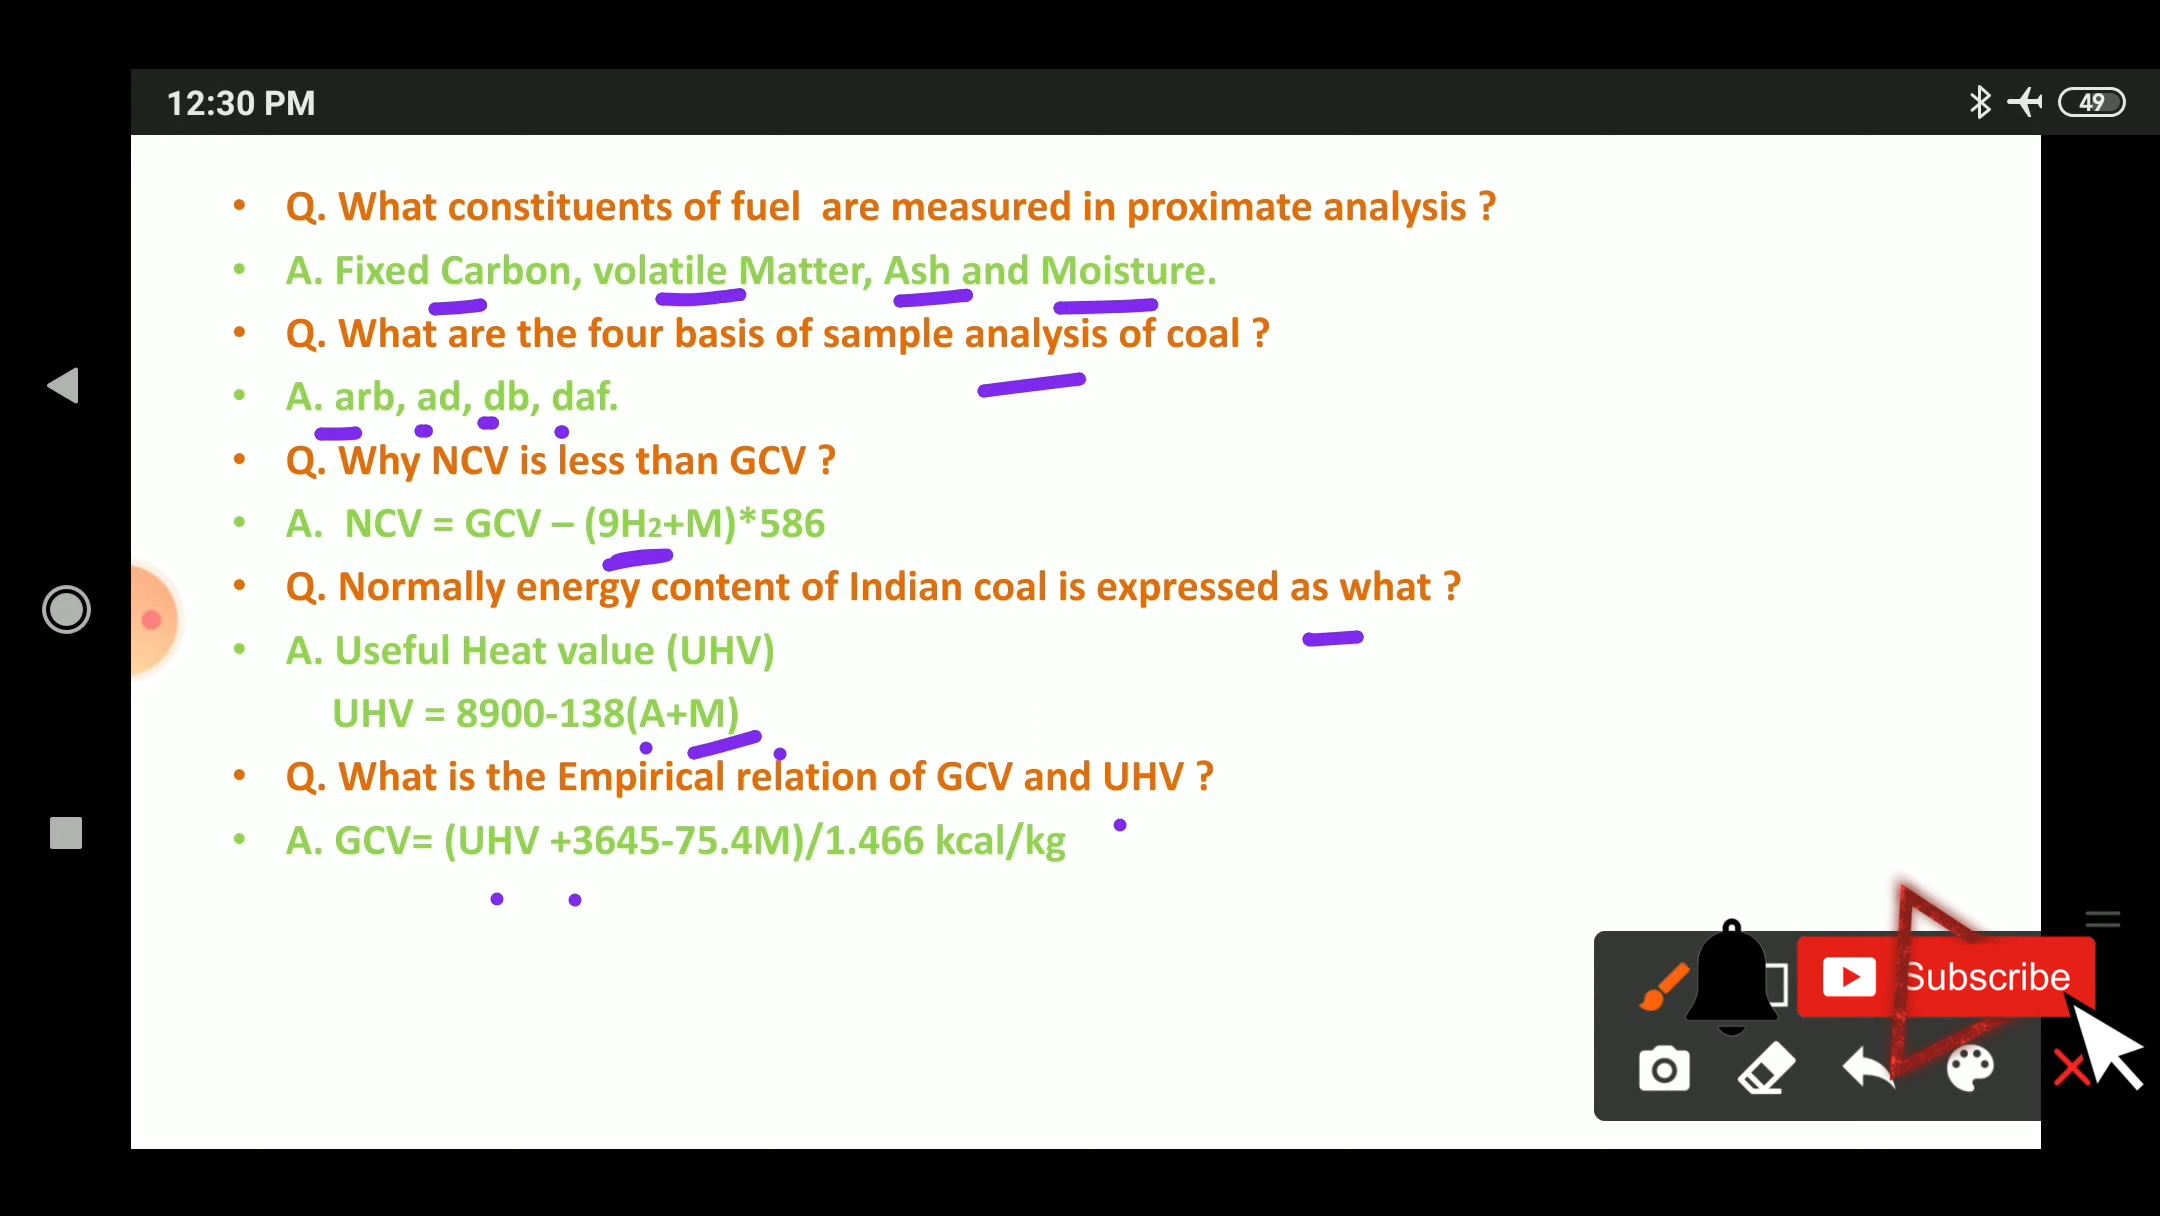 12:30 PM
49
• Q. What constituents of fuel are measured in proximate analysis ?
• A. Fixed Carbon, volatile Matter, Ash and Moisture.
• Q. What are the four basis of sample analysis of coal ?
• A. arb, ad, db, daf.
• Q. Why NCV is less than GCV ?
• A. NCV = GCV – (9H₂+M)*586
• Q. Normally energy content of Indian coal is expressed as what ?
• A. Useful Heat value (UHV)
UHV = 8900-138(A+M)
• Q. What is the Empirical relation of GCV and UHV ?
• A. GCV= (UHV +3645-75.4M)/1.466 kcal/kg
Subscribe